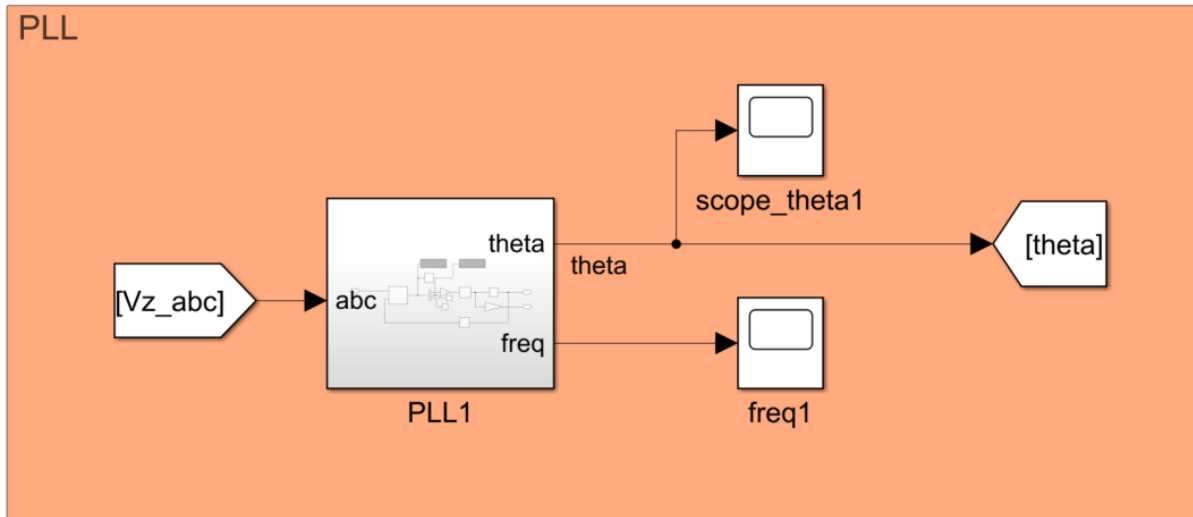 PLL
scope_theta1
theta
[theta]
theta
[Vz_abc]
abc
freq
PLL1
freq1